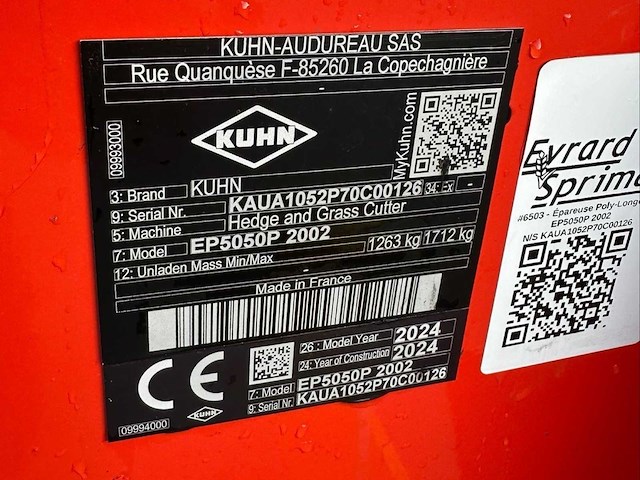 KUHN-AUDUREAU SAS
Rue Quanquèse F-85260 La Copechagnière
09993000
KUHN
MyKuhn.com
3: Brand KUHN
9: Serial Nr. KAUA1052P70C00126 34: Ex
5: Machine Hedge and Grass Cutter
7: Model EP5050P 2002
12: Unladen Mass Min/Max 1263 kg 1712 kg
Made in France
26: Model Year 2024
24: Year of Construction 2024
7: Model EP5050P 2002
9: Serial Nr. KAUA1052P70C00126
CE
KUHN
09994000
Evrard
Sprim
#6503 - Épareuse Poly-Longe
EP5050P 2002
N/S KAUA1052P70C00126